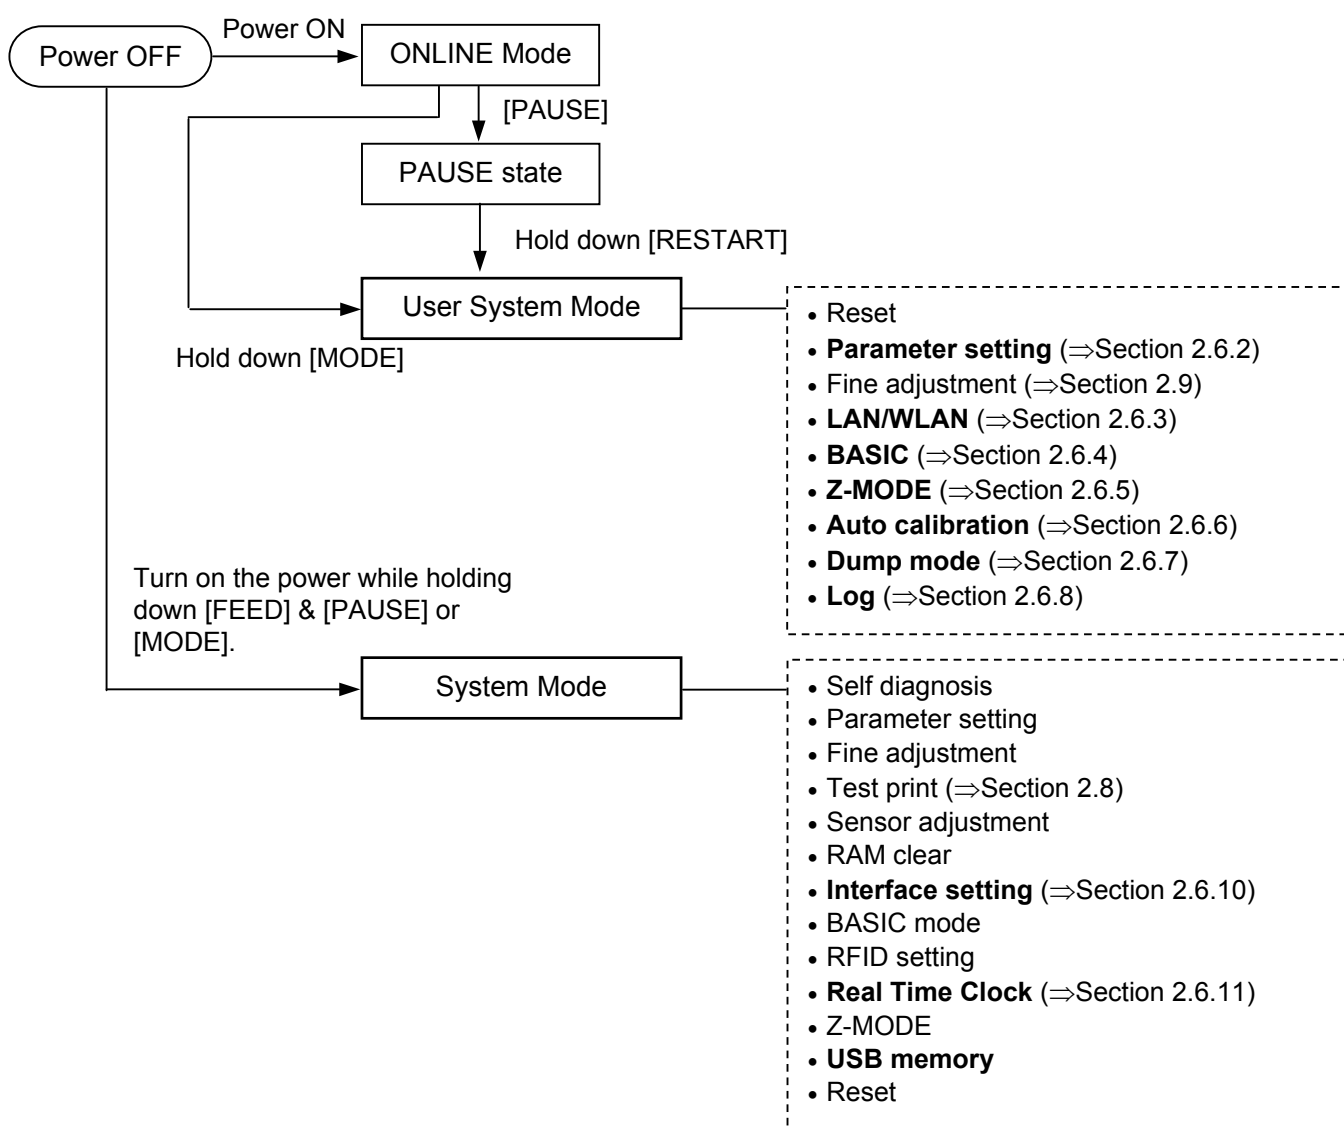 Power OFF
Power ON
ONLINE Mode
[PAUSE]
PAUSE state
Hold down [RESTART]
User System Mode
Hold down [MODE]
• Reset
• Parameter setting (⇒Section 2.6.2)
• Fine adjustment (⇒Section 2.9)
• LAN/WLAN (⇒Section 2.6.3)
• BASIC (⇒Section 2.6.4)
• Z-MODE (⇒Section 2.6.5)
• Auto calibration (⇒Section 2.6.6)
• Dump mode (⇒Section 2.6.7)
• Log (⇒Section 2.6.8)
Turn on the power while holding
down [FEED] & [PAUSE] or
[MODE].
System Mode
• Self diagnosis
• Parameter setting
• Fine adjustment
• Test print (⇒Section 2.8)
• Sensor adjustment
• RAM clear
• Interface setting (⇒Section 2.6.10)
• BASIC mode
• RFID setting
• Real Time Clock (⇒Section 2.6.11)
• Z-MODE
• USB memory
• Reset